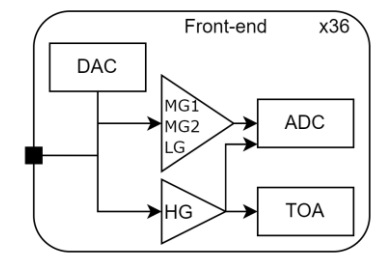 Front-end x36
DAC
MG1
MG2
LG
ADC
HG
TOA